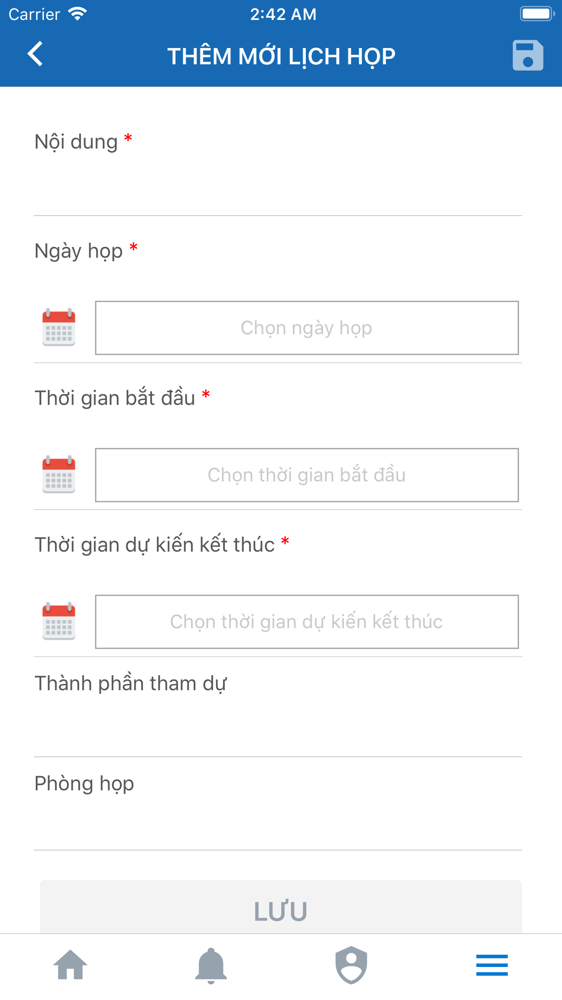 Carrier 2:42 AM
THÊM MỚI LỊCH HỌP
Nội dung *
Ngày họp *
Chọn ngày họp
Thời gian bắt đầu *
Chọn thời gian bắt đầu
Thời gian dự kiến kết thúc *
Chọn thời gian dự kiến kết thúc
Thành phần tham dự
Phòng họp
LƯU